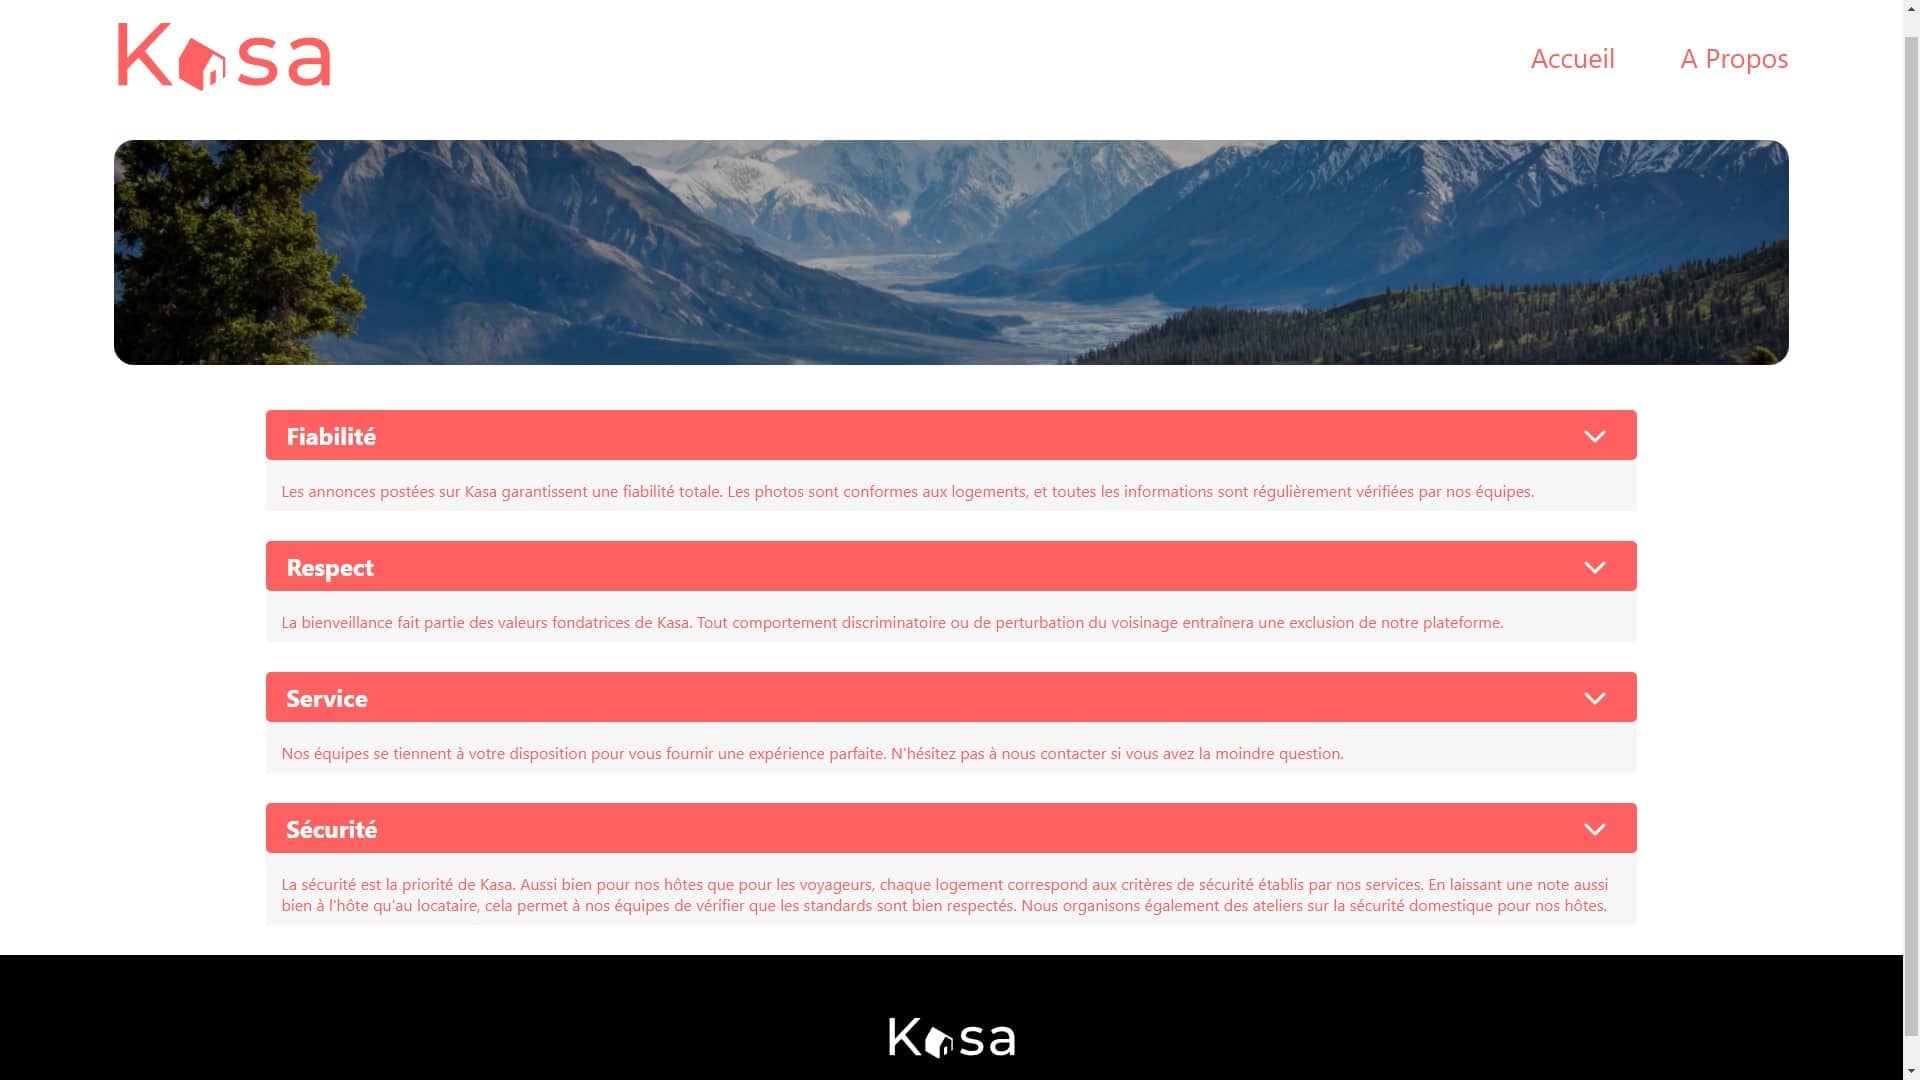 Kasa
Accueil
A Propos
Fiabilité
Les annonces postées sur Kasa garantissent une fiabilité totale. Les photos sont conformes aux logements, et toutes les informations sont régulièrement vérifiées par nos équipes.
Respect
La bienveillance fait partie des valeurs fondatrices de Kasa. Tout comportement discriminatoire ou de perturbation du voisinage entraînera une exclusion de notre plateforme.
Service
Nos équipes se tiennent à votre disposition pour vous fournir une expérience parfaite. N'hésitez pas à nous contacter si vous avez la moindre question.
Sécurité
La sécurité est la priorité de Kasa. Aussi bien pour nos hôtes que pour les voyageurs, chaque logement correspond aux critères de sécurité établis par nos services. En laissant une note aussi
bien à l'hôte qu'au locataire, cela permet à nos équipes de vérifier que les standards sont bien respectés. Nous organisons également des ateliers sur la sécurité domestique pour nos hôtes.
Kasa